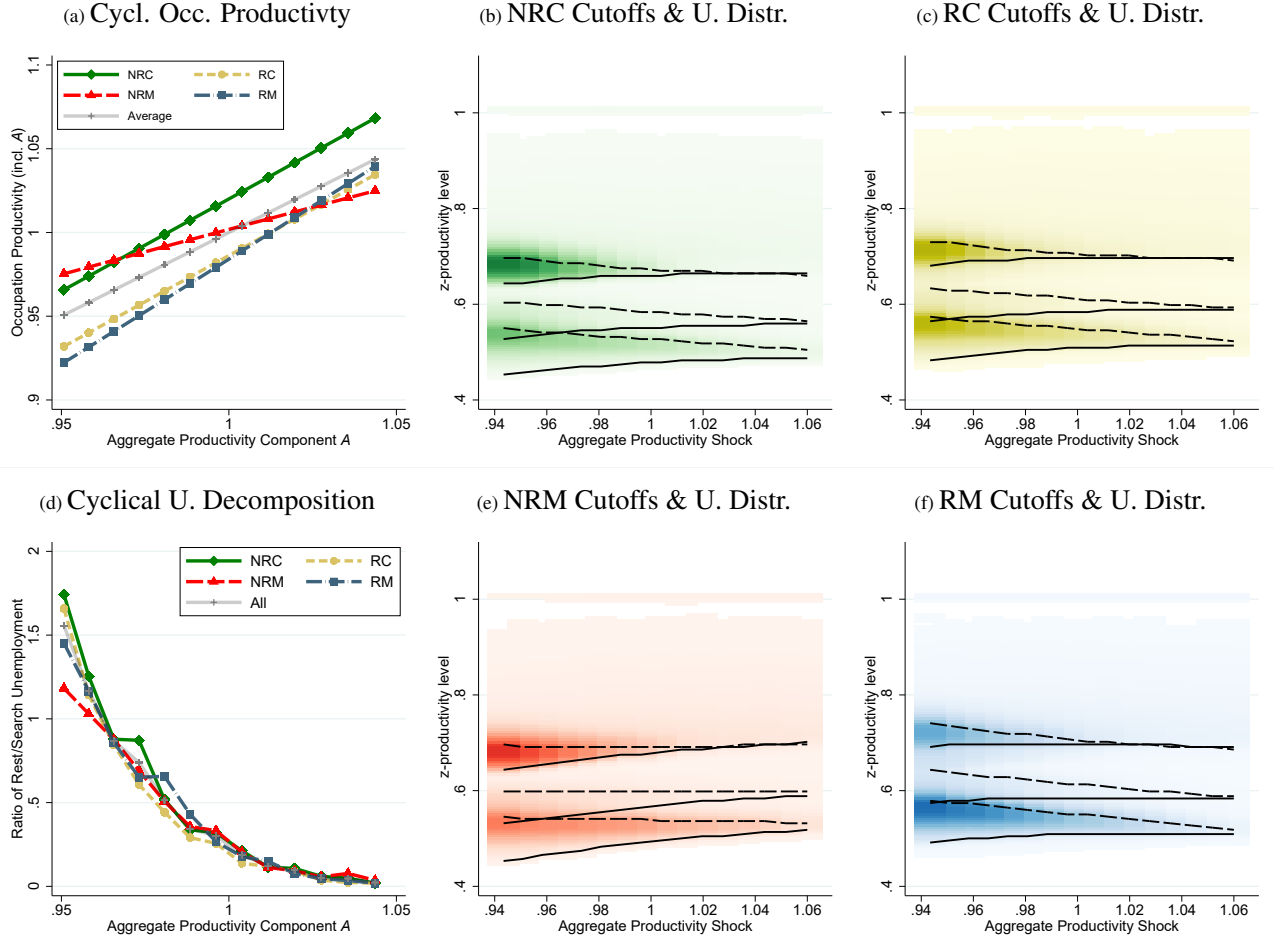 (a) Cycl. Occ. Productivty
1.1
1.05
1
.95
.9
Occupation Productivity (incl. A)
NRC
RC
NRM
RM
Average
.95
1
1.05
Aggregate Productivity Component A
(b) NRC Cutoffs & U. Distr.
1
.8
.6
.4
z-productivity level
.94
.96
.98
1
1.02
1.04
1.06
Aggregate Productivity Shock
(c) RC Cutoffs & U. Distr.
1
.8
.6
.4
z-productivity level
.94
.96
.98
1
1.02
1.04
1.06
Aggregate Productivity Shock
(d) Cyclical U. Decomposition
2
1.5
1
.5
0
Ratio of Rest/Search Unemployment
NRC
RC
NRM
RM
All
.95
1
1.05
Aggregate Productivity Component A
(e) NRM Cutoffs & U. Distr.
1
.8
.6
.4
z-productivity level
.94
.96
.98
1
1.02
1.04
1.06
Aggregate Productivity Shock
(f) RM Cutoffs & U. Distr.
1
.8
.6
.4
z-productivity level
.94
.96
.98
1
1.02
1.04
1.06
Aggregate Productivity Shock